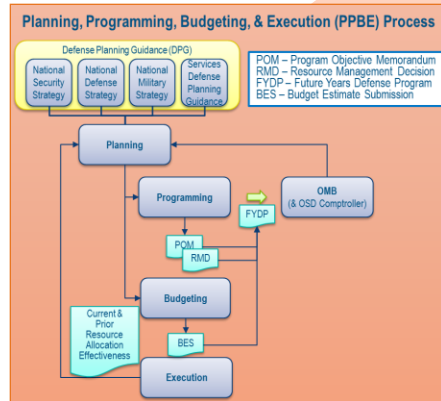 Planning, Programming, Budgeting, & Execution (PPBE) Process
Defense Planning Guidance (DPG)
National
Security
Strategy
National
Defense
Strategy
National
Military
Strategy
Services
Defense
Planning
Guidance
POM – Program Objective Memorandum
RMD – Resource Management Decision
FYDP – Future Years Defense Program
BES – Budget Estimate Submission
Planning
Programming
FYDP
OMB
(& OSD Comptroller)
POM
RMD
Budgeting
Current &
Prior
Resource
Allocation
Effectiveness
BES
Execution